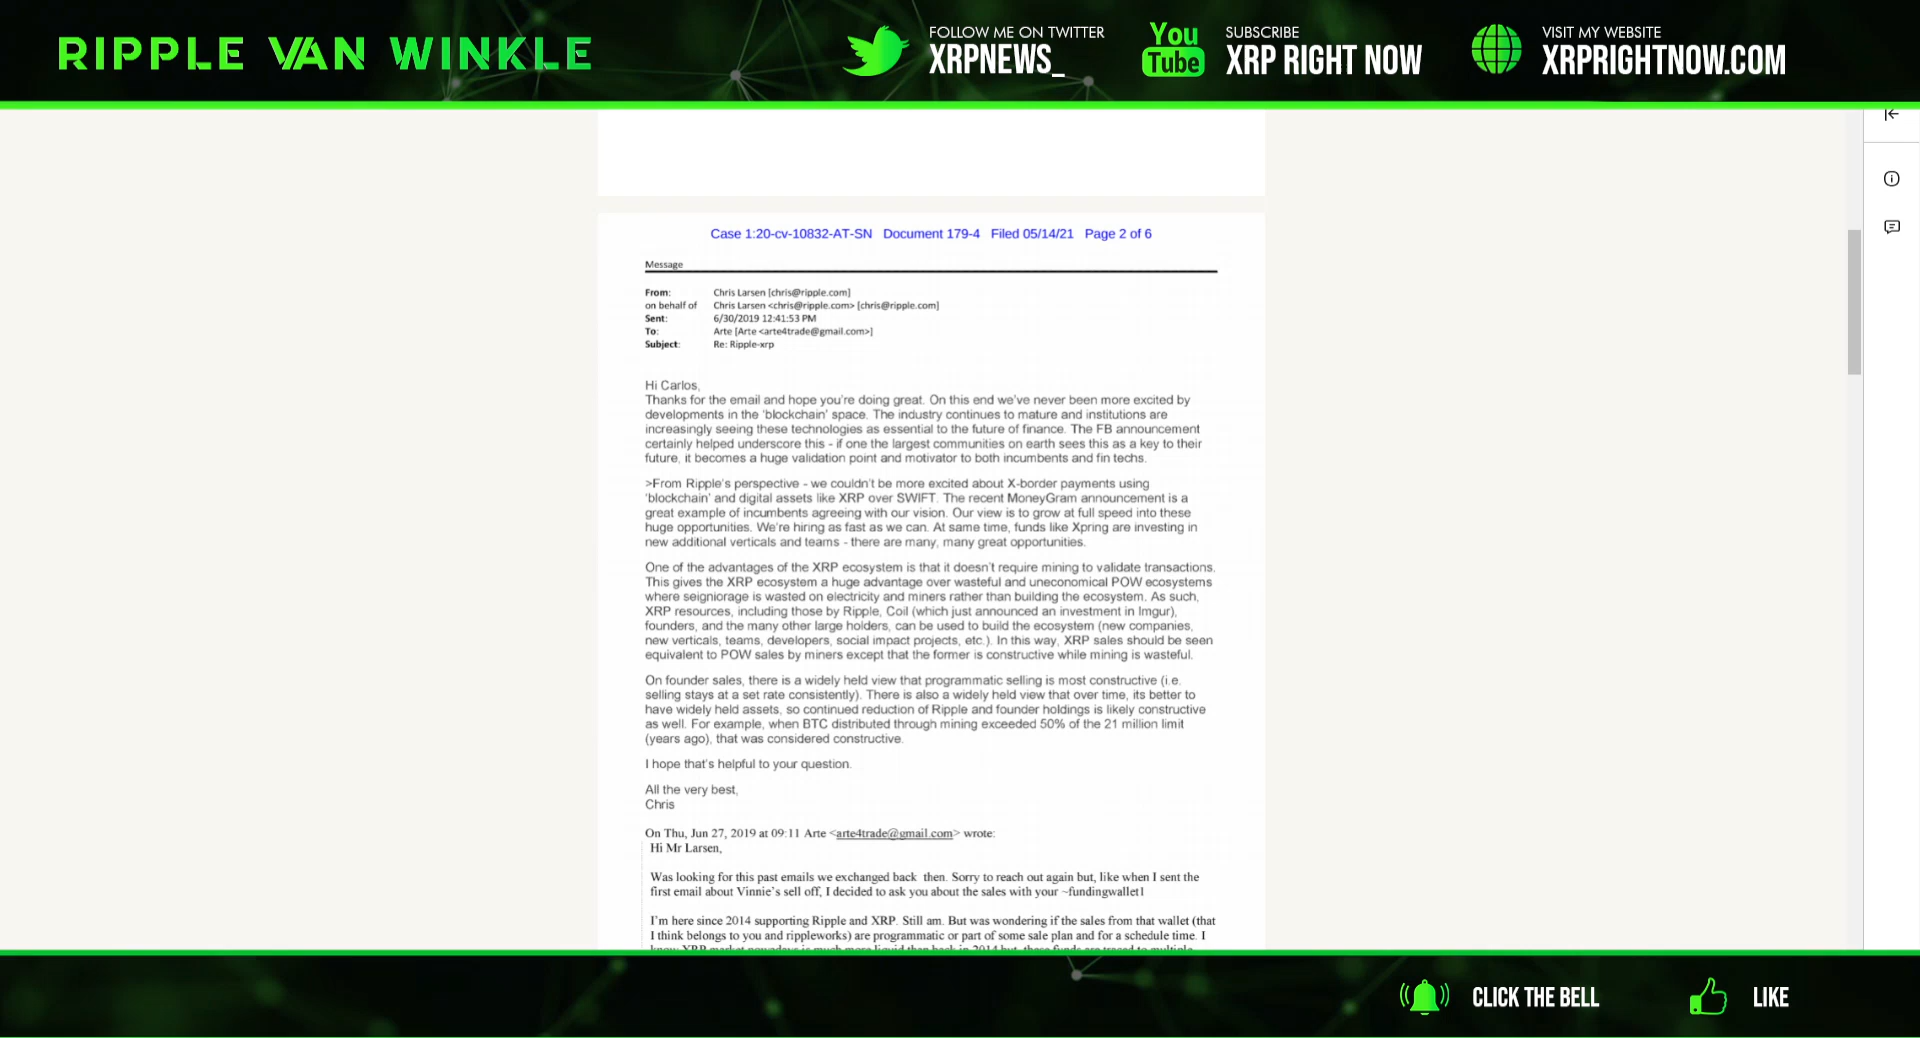 RIPPLE VAN WINKLE
FOLLOW ME ON TWITTER
XRPNEWS_
You
Tube
SUBSCRIBE
XRP RIGHT NOW
VISIT MY WEBSITE
XRPRIGHTNOW.COM
Case 1:20-cv-10832-AT-SN Document 179-4 Filed 05/14/21 Page 2 of 6
Message
From: Chris Larsen [chris@ripple.com]
on behalf of Chris Larsen <chris@ripple.com> [chris@ripple.com]
Sent: 6/30/2019 12:41:53 PM
To: Arte [Arte <arte4trade@gmail.com>]
Subject: Re: Ripple-xrp
Hi Carlos,
Thanks for the email and hope you're doing great. On this end we've never been more excited by
developments in the 'blockchain' space. The industry continues to mature and institutions are
increasingly seeing these technologies as essential to the future of finance. The FB announcement
certainly helped underscore this - if one the largest communities on earth sees this as a key to their
future, it becomes a huge validation point and motivator to both incumbents and fin techs.
>From Ripple's perspective - we couldn't be more excited about X-border payments using
'blockchain' and digital assets like XRP over SWIFT. The recent MoneyGram announcement is a
great example of incumbents agreeing with our vision. Our view is to grow at full speed into these
huge opportunities. We're hiring as fast as we can. At same time, funds like Xpring are investing in
new additional verticals and teams - there are many, many great opportunities.
One of the advantages of the XRP ecosystem is that it doesn't require mining to validate transactions.
This gives the XRP ecosystem a huge advantage over wasteful and uneconomical POW ecosystems
where seigniorage is wasted on electricity and miners rather than building the ecosystem. As such,
XRP resources, including those by Ripple, Coil (which just announced an investment in Imgur),
founders, and the many other large holders, can be used to build the ecosystem (new companies,
new verticals, teams, developers, social impact projects, etc.). In this way, XRP sales should be seen
equivalent to POW sales by miners except that the former is constructive while mining is wasteful.
On founder sales, there is a widely held view that programmatic selling is most constructive (i.e.
selling stays at a set rate consistently). There is also a widely held view that over time, its better to
have widely held assets, so continued reduction of Ripple and founder holdings is likely constructive
as well. For example, when BTC distributed through mining exceeded 50% of the 21 million limit
(years ago), that was considered constructive.
I hope that's helpful to your question.
All the very best,
Chris
On Thu, Jun 27, 2019 at 09:11 Arte <arte4trade@gmail.com> wrote:
Hi Mr Larsen,
Was looking for this past emails we exchanged back then. Sorry to reach out again but, like when I sent the
first email about Vinnie's sell off, I decided to ask you about the sales with your ~fundingwallet1
I'm here since 2014 supporting Ripple and XRP. Still am. But was wondering if the sales from that wallet (that
I think belongs to you and rippleworks) are programmatic or part of some sale plan and for a schedule time. I
know XRP market nowadays is much more liquid than back in 2014 but, these funds are traced to multiple
CLICK THE BELL
LIKE